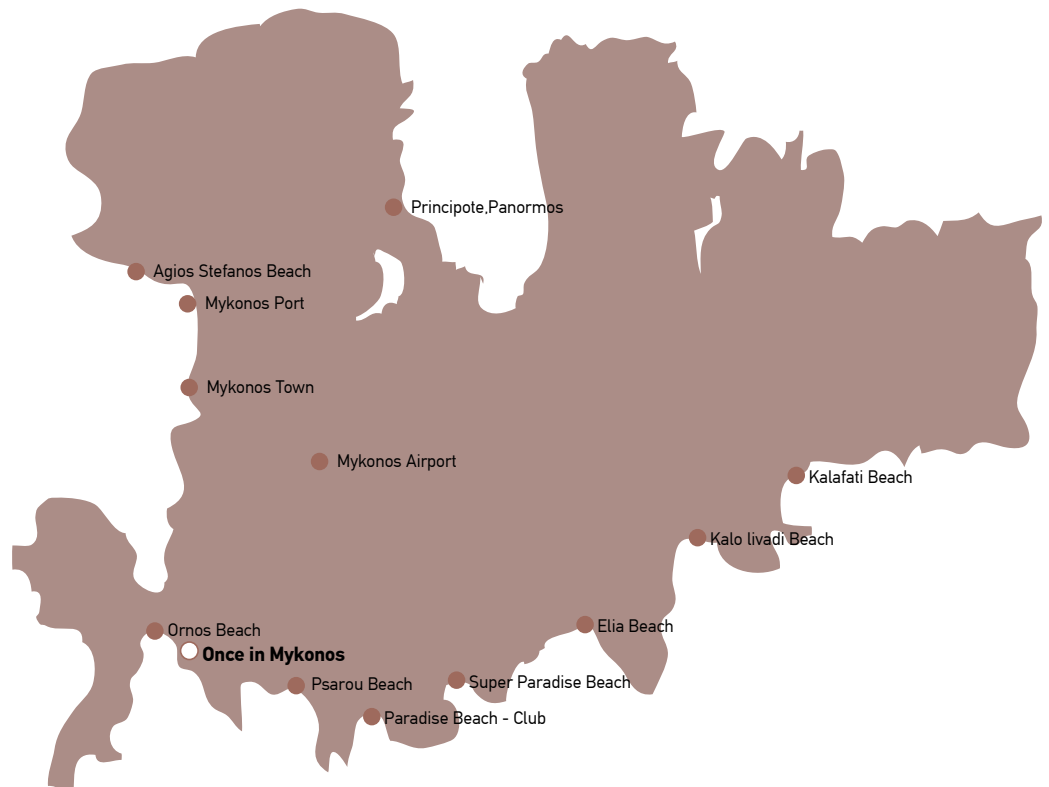 Principote,Panormos
Agios Stefanos Beach
Mykonos Port
Mykonos Town
Mykonos Airport
Kalafati Beach
Kalo livadi Beach
Elia Beach
Ornos Beach
Once in Mykonos
Psarou Beach
Super Paradise Beach
Paradise Beach - Club